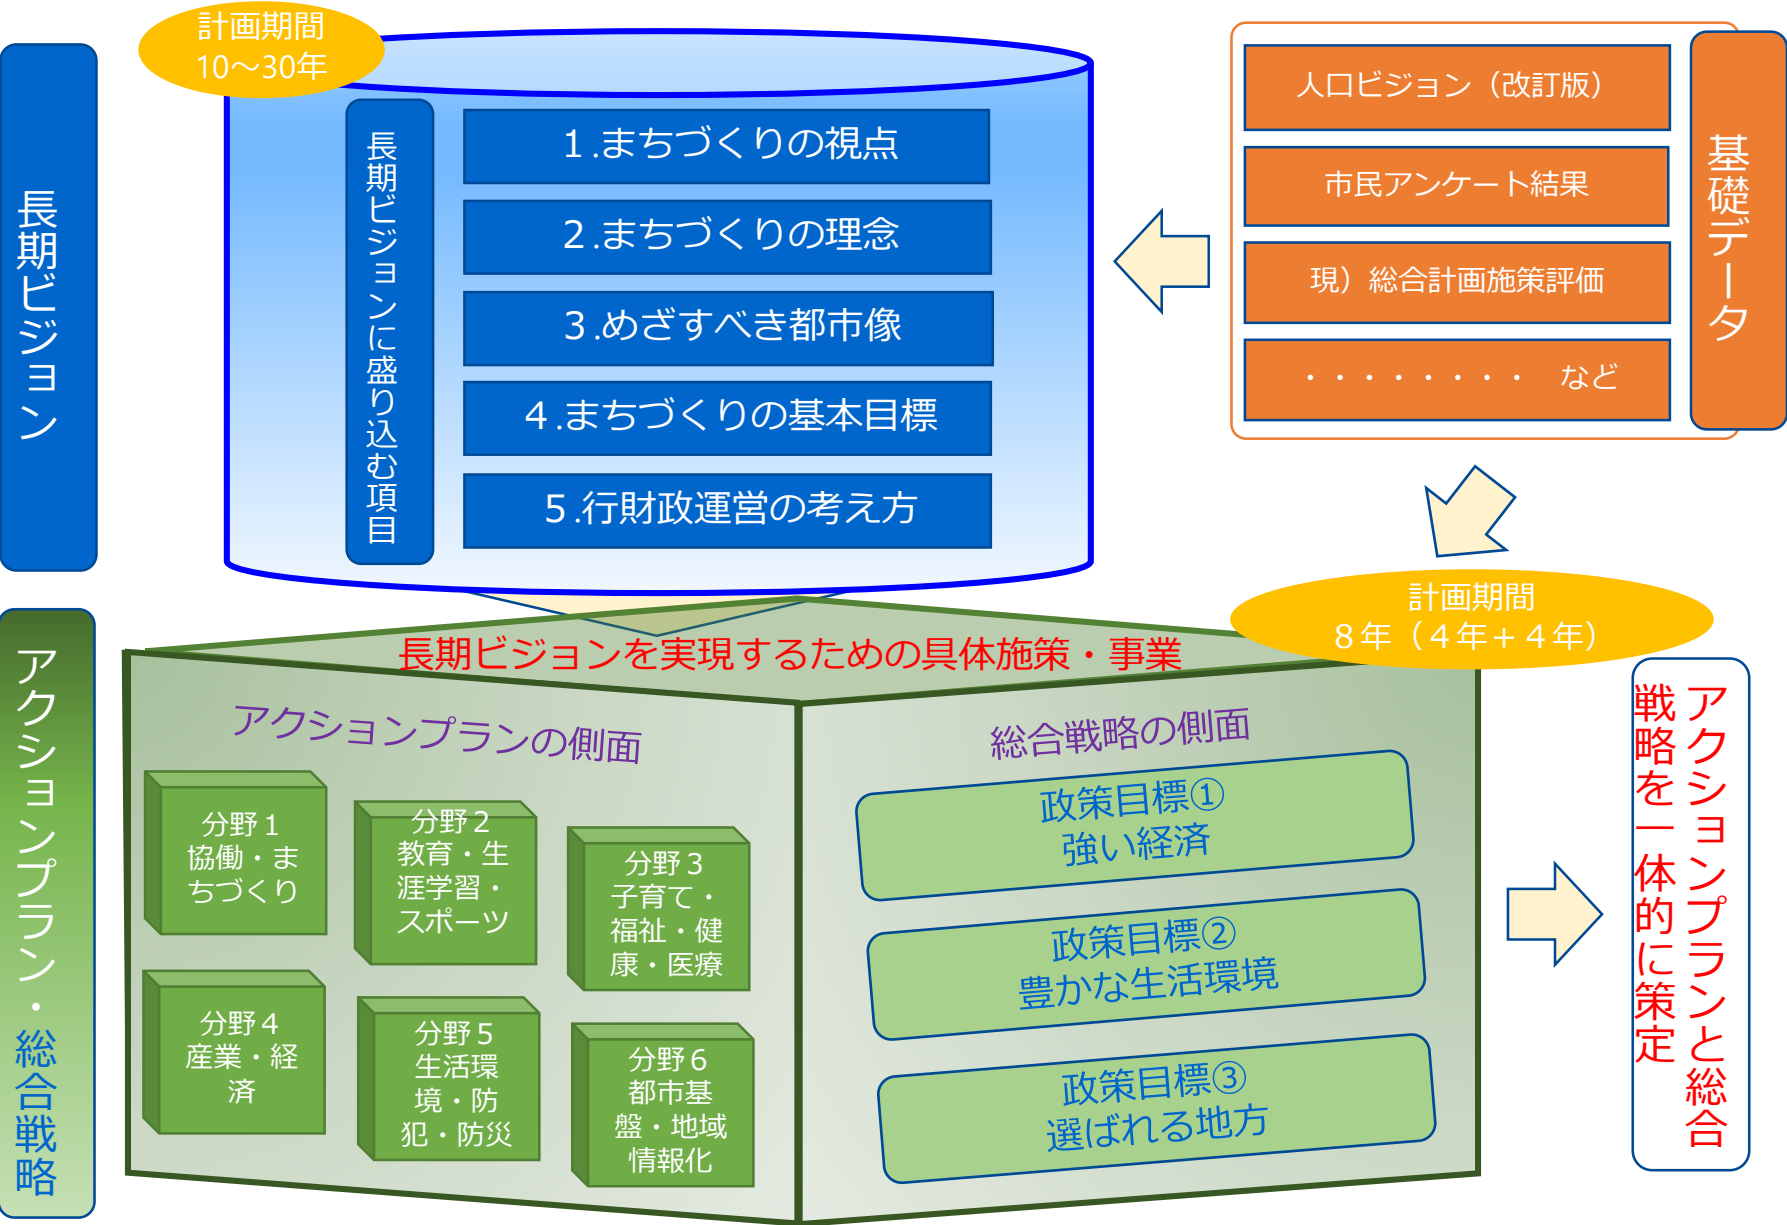 計画期間
10～30年
長期ビジョン
長期ビジョンに盛り込む項目
１.まちづくりの視点
２.まちづくりの理念
３.めざすべき都市像
４.まちづくりの基本目標
５.行財政運営の考え方
人口ビジョン（改訂版）
市民アンケート結果
現）総合計画施策評価
・・・・・・・・　など
基礎データ
計画期間
８年（４年＋４年）
アクションプラン・総合戦略
長期ビジョンを実現するための具体施策・事業
アクションプランの側面
分野１
協働・ま
ちづくり
分野２
教育・生
涯学習・
スポーツ
分野３
子育て・
福祉・健
康・医療
分野４
産業・経
済
分野５
生活環
境・防
犯・防災
分野６
都市基
盤・地域
情報化
総合戦略の側面
政策目標①
強い経済
政策目標②
豊かな生活環境
政策目標③
選ばれる地方
アクションプランと総合
戦略を一体的に策定